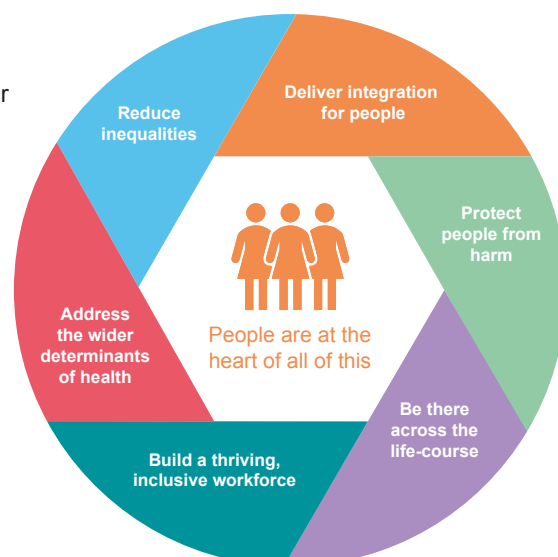 r
Reduce
inequalities
Deliver integration
for people
Protect
people from
harm
Be there
across the
life-course
Build a thriving,
inclusive workforce
Address
the wider
determinants
of health
People are at the
heart of all of this